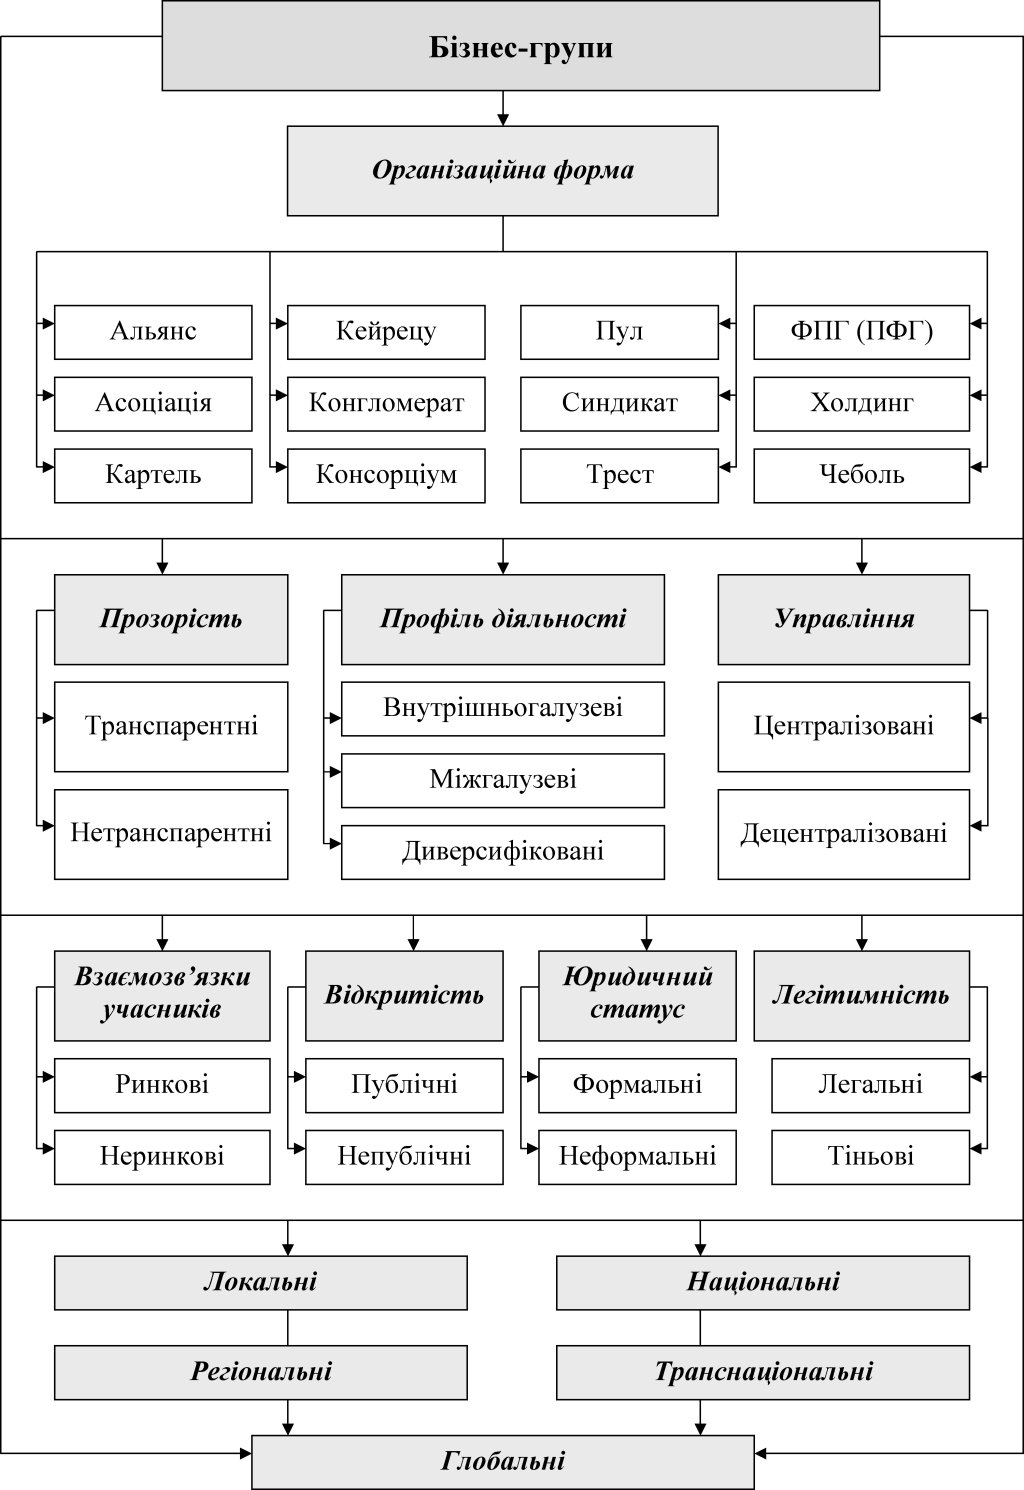 Бізнес-групи
Організаційна форма
Альянс
Кейрецу
Пул
ФПГ (ПФГ)
Асоціація
Конгломерат
Синдикат
Холдинг
Картель
Консорціум
Трест
Чеболь
Прозорість
Профіль діяльності
Управління
Транспарентні
Нетранспарентні
Внутрішньогалузеві
Міжгалузеві
Диверсифіковані
Централізовані
Децентралізовані
Взаємозв’язки
учасників
Відкритість
Юридичний
статус
Легітимність
Ринкові
Публічні
Формальні
Легальні
Неринкові
Непублічні
Неформальні
Тіньові
Локальні
Національні
Регіональні
Транснаціональні
Глобальні